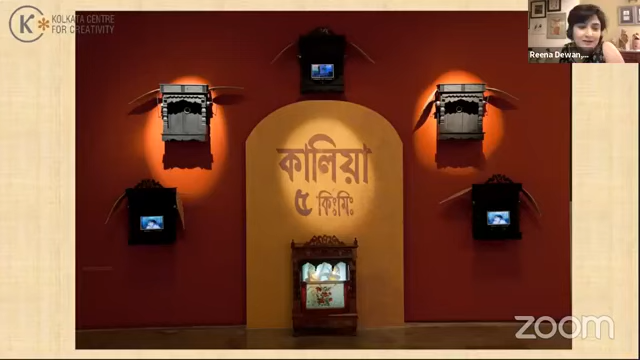 KOLKATA CENTRE
FOR CREATIVITY
Reena Dewan,...
কালিয়া
৫ কিঃমিঃ
zoom